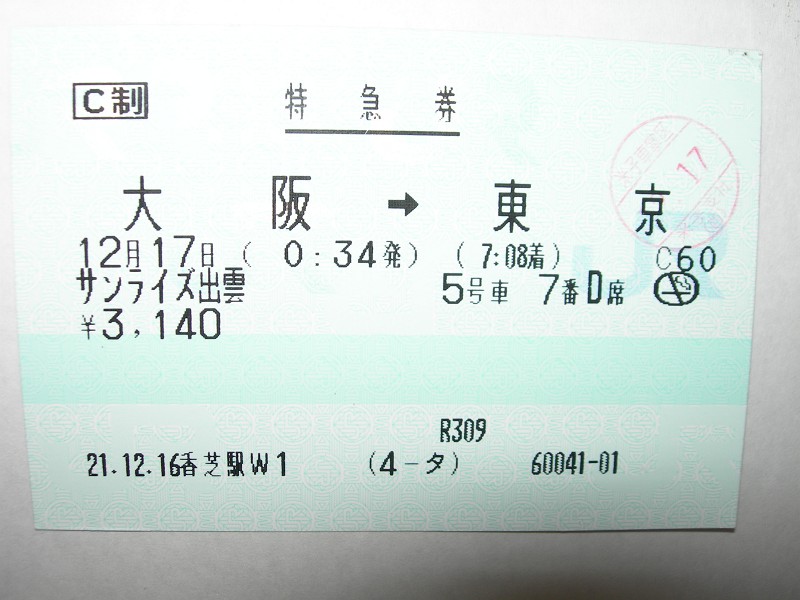 C制 特急券
大阪 → 東京
12月17日 ( 0:34発) ( 7:08着) C60
サンライズ出雲 5号車 7番D席
¥3,140
R309
21.12.16香芝駅W1 (4-タ) 60041-01
17